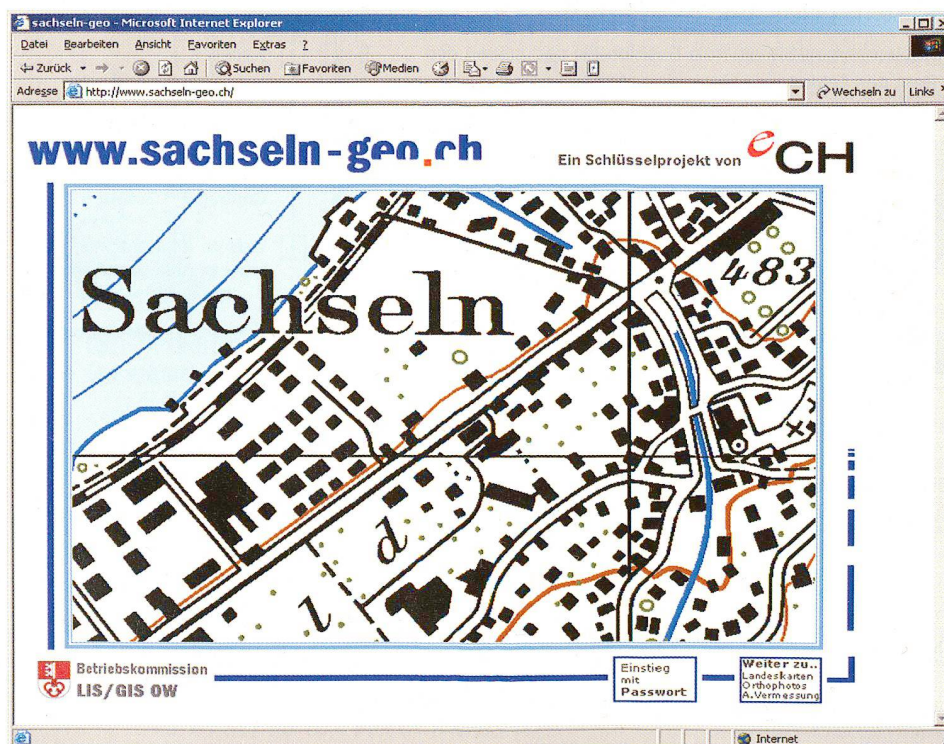 sachseln-geo - Microsoft Internet Explorer
Datei Bearbeiten Ansicht Favoriten Extras ?
Zurück Suchen Favoriten Medien
Adresse http://www.sachseln-geo.ch/ Wechseln zu Links
www.sachseln-geo.ch
Ein Schlüsselprojekt von eCH
483
Sachseln
d
l
Betriebskommission
LIS/GIS OW
Einstieg
mit
Passwort
Weiter zu..
Landeskarten
Orthophotos
A.Vermessung
Internet